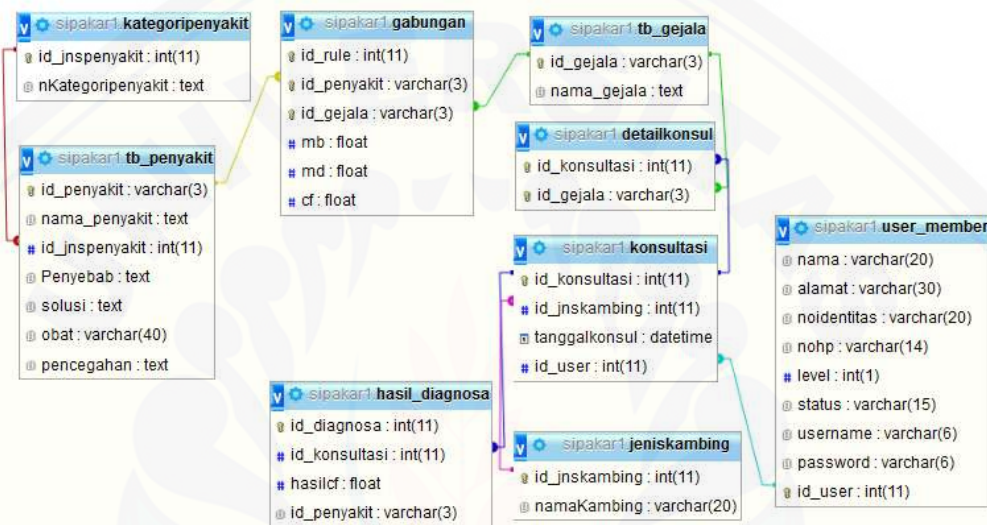 sipakar1 kategoripenyakit
id_jnspenyakit : int(11)
nKategoripenyakit : text
sipakar1 tb_penyakit
id_penyakit : varchar(3)
nama_penyakit : text
id_jnspenyakit : int(11)
Penyebab : text
solusi : text
obat : varchar(40)
pencegahan : text
sipakar1 gabungan
id_rule : int(11)
id_penyakit : varchar(3)
id_gejala : varchar(3)
mb : float
md : float
cf : float
sipakar1 tb_gejala
id_gejala : varchar(3)
nama_gejala : text
sipakar1 detailkonsul
id_konsultasi : int(11)
id_gejala : varchar(3)
sipakar1 konsultasi
id_konsultasi : int(11)
id_jnskambing : int(11)
tanggalkonsul : datetime
id_user : int(11)
sipakar1 hasil_diagnosa
id_diagnosa : int(11)
id_konsultasi : int(11)
hasilcf : float
id_penyakit : varchar(3)
sipakar1 jeniskambing
id_jnskambing : int(11)
namaKambing : varchar(20)
sipakar1 user_member
nama : varchar(20)
alamat : varchar(30)
noidentitas : varchar(20)
nohp : varchar(14)
level : int(1)
status : varchar(15)
username : varchar(6)
password : varchar(6)
id_user : int(11)